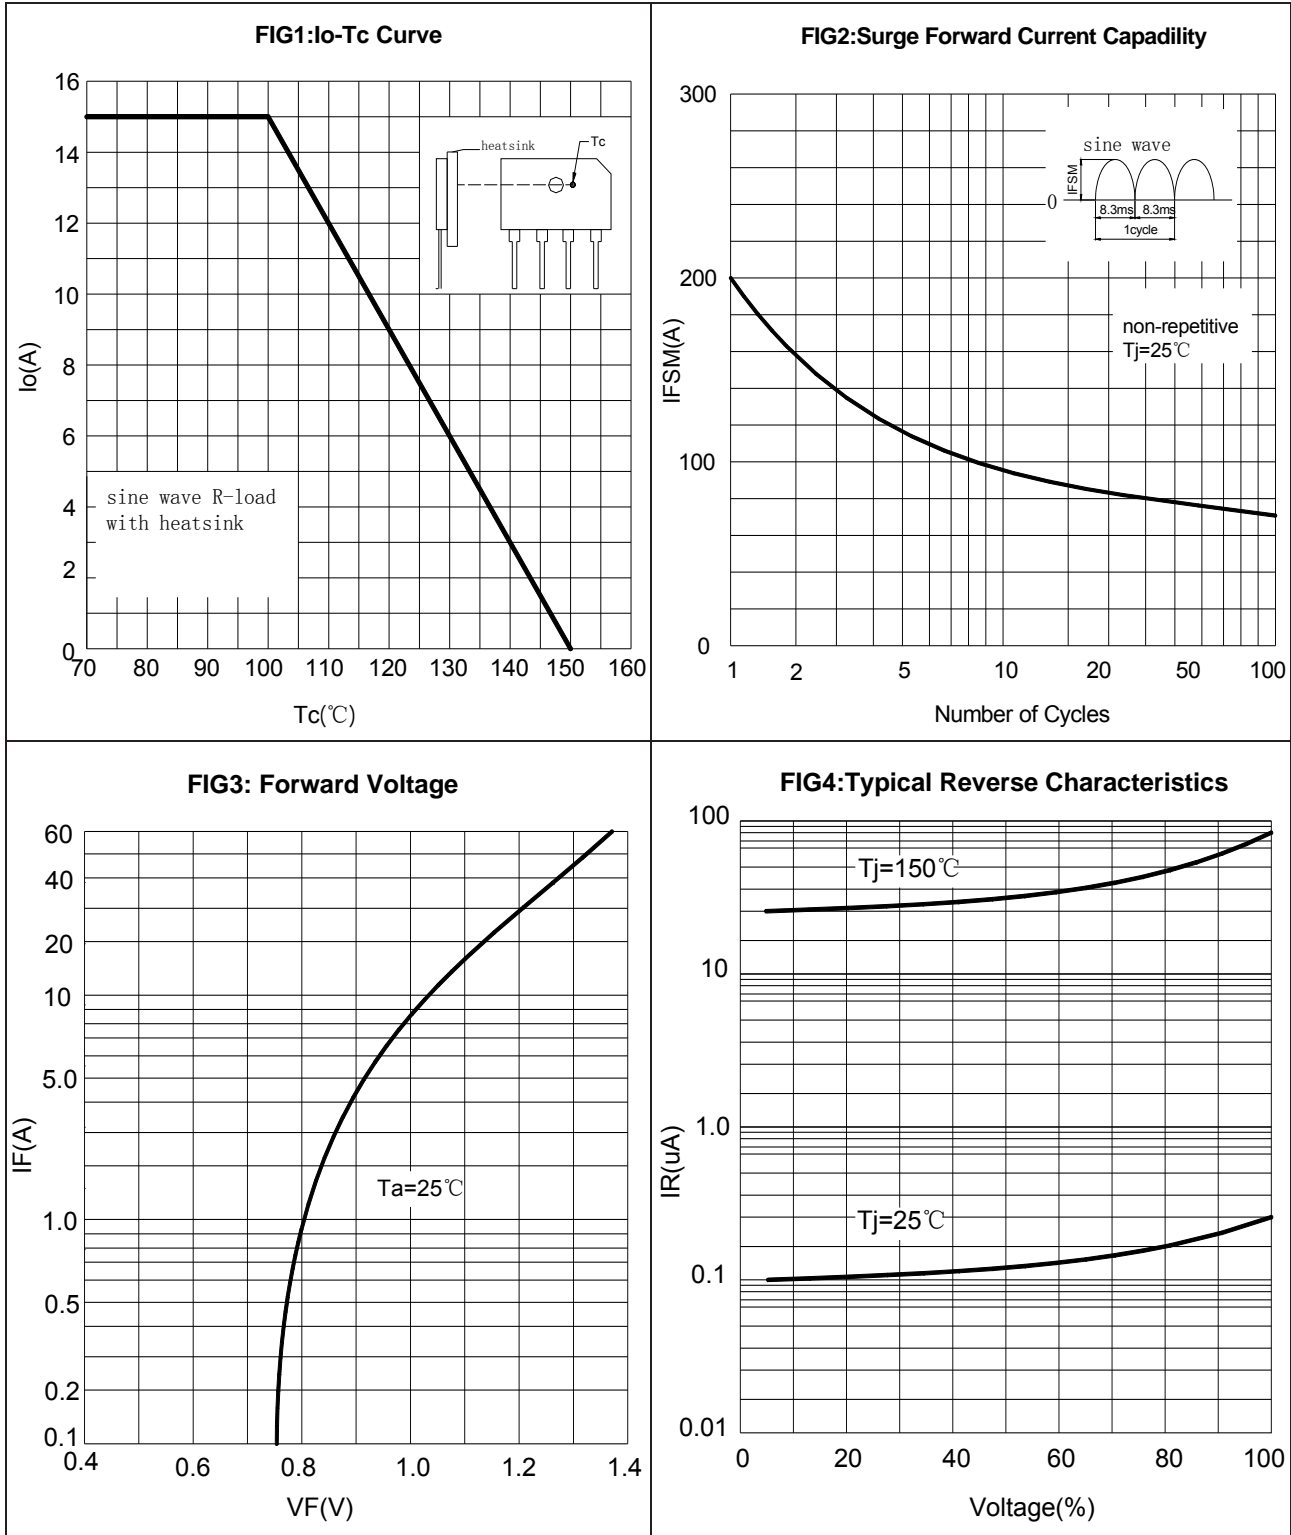 FIG1:Io-Tc Curve
16
14
12
10
8
6
4
2
0
Io(A)
heatsink
Tc
sine wave R-load
with heatsink
70 80 90 100 110 120 130 140 150 160
Tc(℃)
FIG2:Surge Forward Current Capadility
300
200
100
0
IFSM(A)
sine wave
IFSM
0
8.3ms 8.3ms
1cycle
non-repetitive
Tj=25℃
1 2 5 10 20 50 100
Number of Cycles
FIG3: Forward Voltage
60
40
20
10
5.0
1.0
0.5
0.2
0.1
IF(A)
Ta=25℃
0.4 0.6 0.8 1.0 1.2 1.4
VF(V)
FIG4:Typical Reverse Characteristics
100
10
1.0
0.1
0.01
IR(uA)
Tj=150℃
Tj=25℃
0 20 40 60 80 100
Voltage(%)